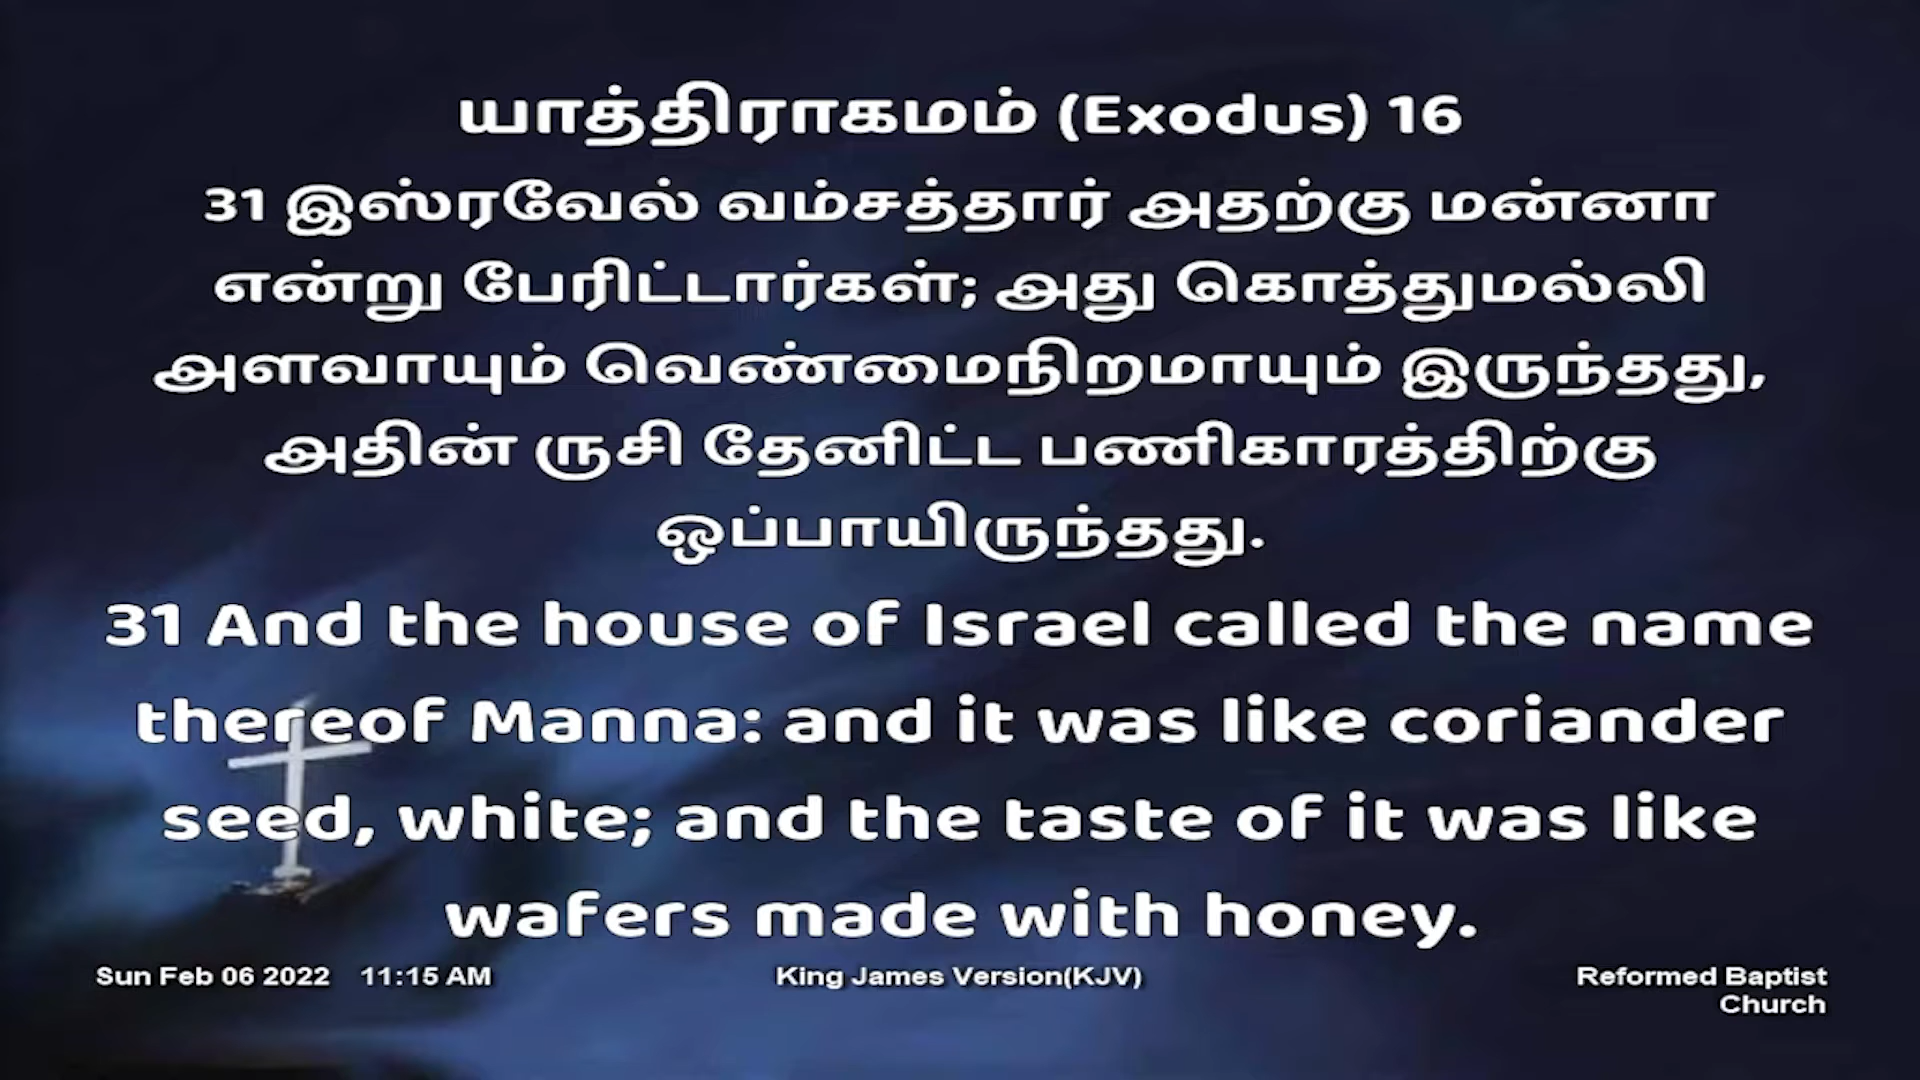 யாத்திராகமம் (Exodus) 16
31 இஸ்ரவேல் வம்சத்தார் அதற்கு மன்னா
என்று பேரிட்டார்கள்; அது கொத்துமல்லி
அளவாயும் வெண்மைநிறமாயும் இருந்தது,
அதின் ருசி தேனிட்ட பணிகாரத்திற்கு
ஒப்பாயிருந்தது.
31 And the house of Israel called the name
thereof Manna: and it was like coriander
seed, white; and the taste of it was like
wafers made with honey.
Sun Feb 06 2022 11:15 AM
King James Version(KJV)
Reformed Baptist
Church